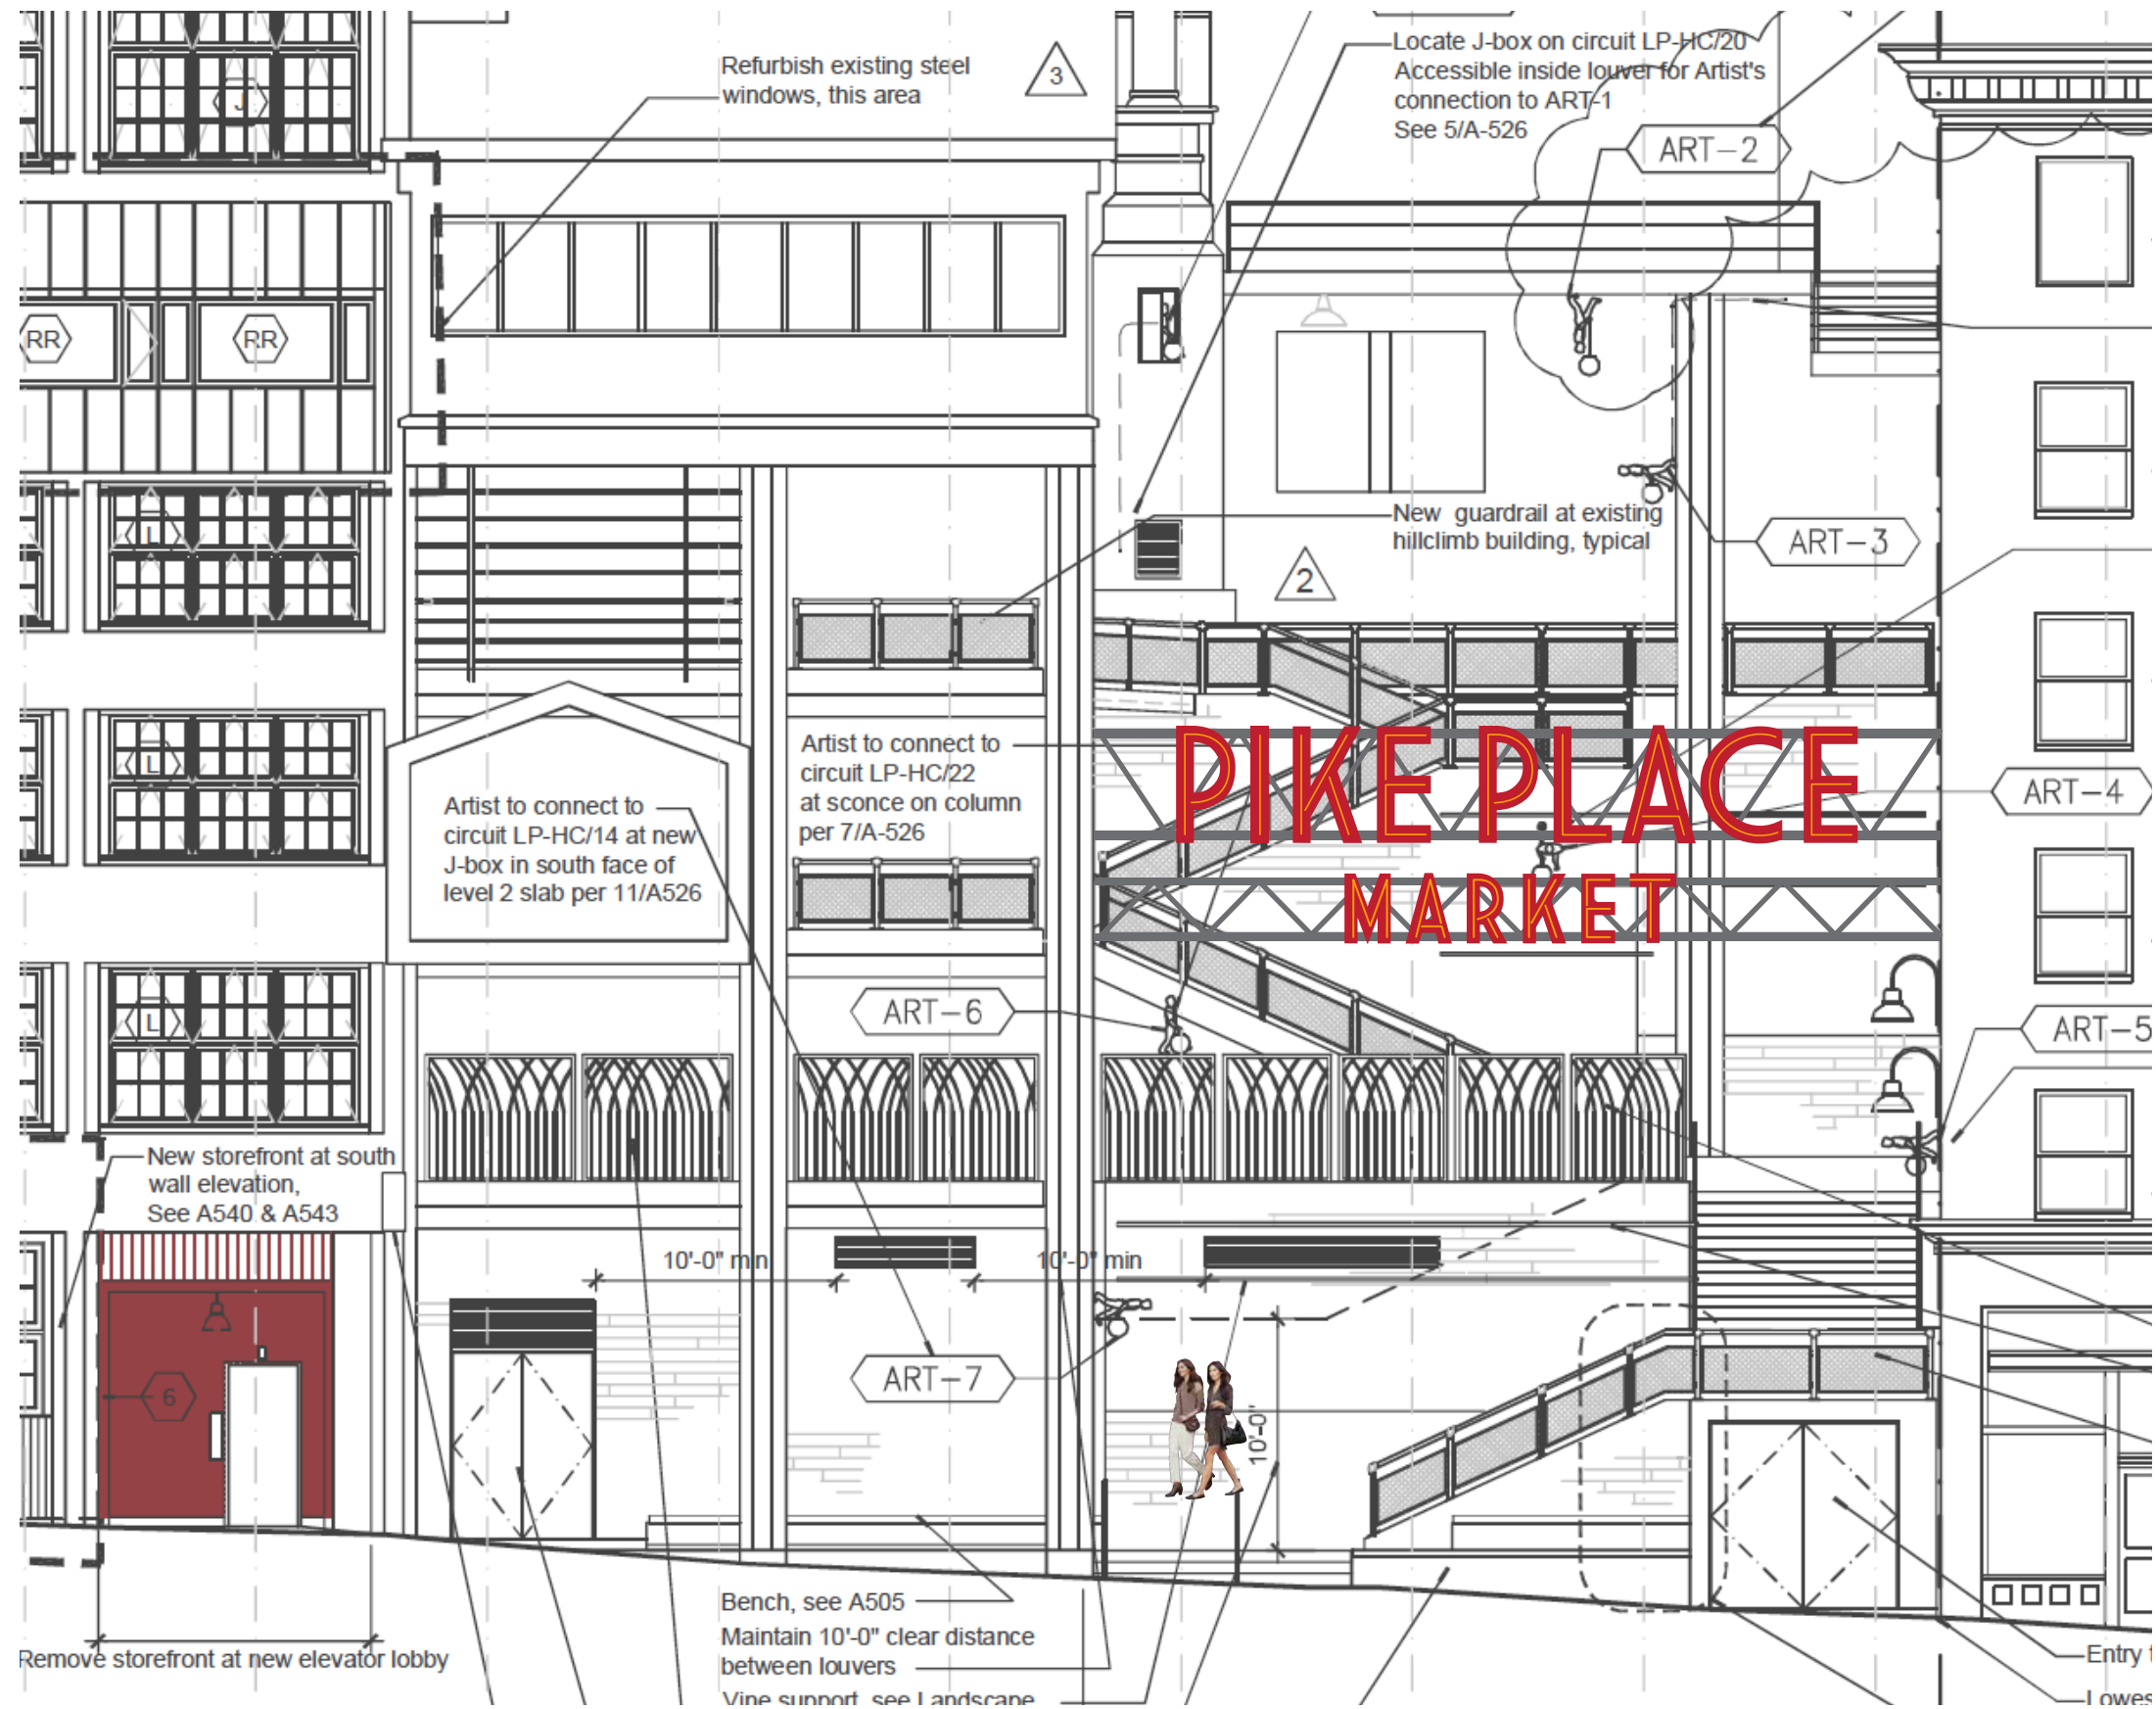 Refurbish existing steel
windows, this area
3
Locate J-box on circuit LP-HC/20
Accessible inside louver for Artist's
connection to ART-1
See 5/A-526
ART-2
J
RR
RR
L
New guardrail at existing
hillclimb building, typical
ART-3
2
L
Artist to connect to
circuit LP-HC/14 at new
J-box in south face of
level 2 slab per 11/A526
Artist to connect to
circuit LP-HC/22
at sconce on column
per 7/A-526
PIKE PLACE
MARKET
ART-4
L
ART-6
ART-5
New storefront at south
wall elevation,
See A540 & A543
10'-0" min
10'-0" min
6
ART-7
10'-0"
Bench, see A505
Maintain 10'-0" clear distance
between louvers
Vine support, see Landscape
Remove storefront at new elevator lobby
Entry
Lowes